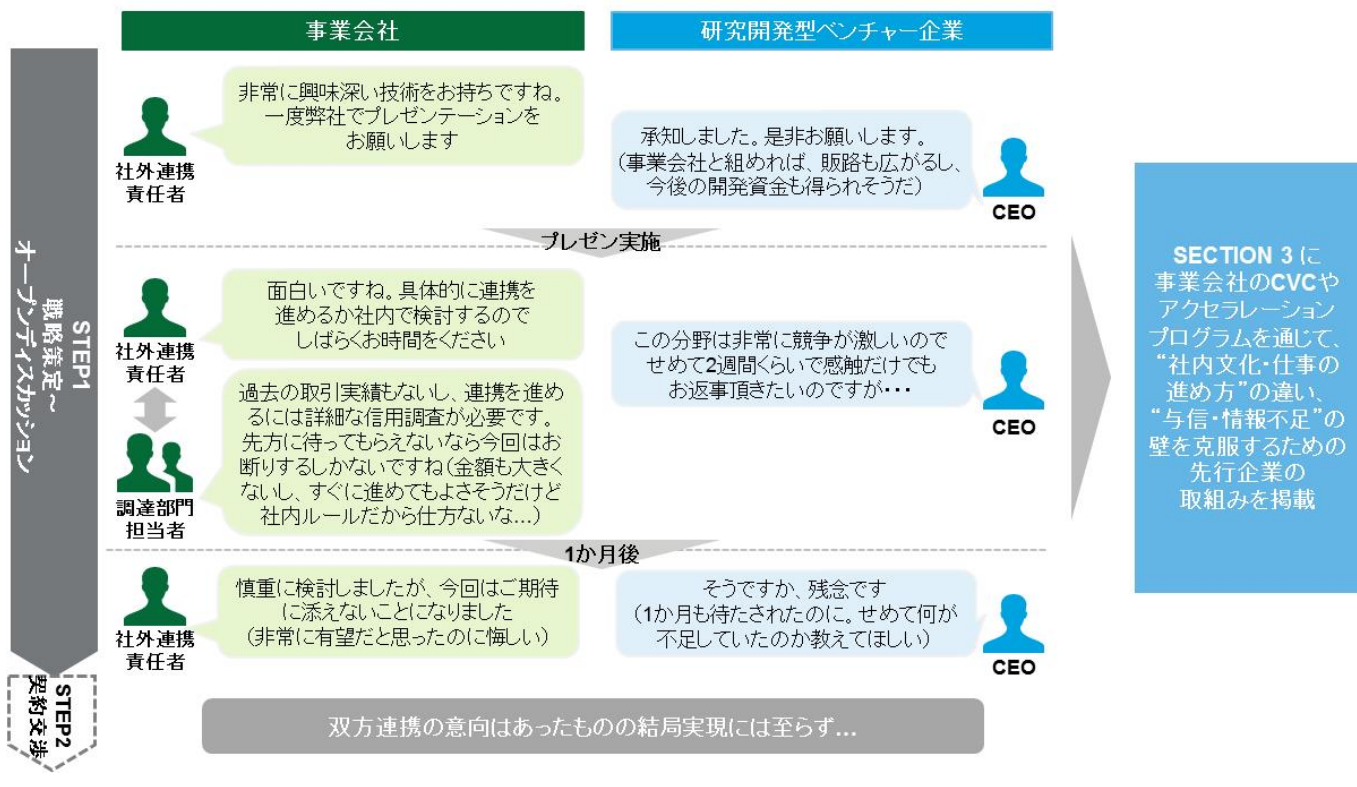 事業会社
研究開発型ベンチャー企業
STEP1
戦略策定～
オープンディスカッション
非常に興味深い技術をお持ちですね。
一度弊社でプレゼンテーションを
お願いします
社外連携
責任者
承知しました。是非お願いします。
（事業会社と組めれば、販路も広がるし、
今後の開発資金も得られそうだ）
CEO
プレゼン実施
面白いですね。具体的に連携を
進めるか社内で検討するので
しばらくお時間をください
社外連携
責任者
この分野は非常に競争が激しいので
せめて2週間くらいで感触だけでも
お返事頂きたいのですが・・・
CEO
過去の取引実績もないし、連携を進め
るには詳細な信用調査が必要です。
先方に待ってもらえないなら今回はお
断りするしかないですね（金額も大きく
ないし、すぐに進めてもよさそうだけど
社内ルールだから仕方ないな…）
調達部門
担当者
1か月後
慎重に検討しましたが、今回はご期待
に添えないことになりました
（非常に有望だと思ったのに悔しい）
社外連携
責任者
そうですか、残念です
（1か月も待たされたのに。せめて何が
不足していたのか教えてほしい）
CEO
STEP2
契約交渉
双方連携の意向はあったものの結局実現には至らず…
SECTION 3 に
事業会社のCVCや
アクセラレーション
プログラムを通じて、
“社内文化・仕事の
進め方”の違い、
“与信・情報不足”の
壁を克服するための
先行企業の
取組みを掲載